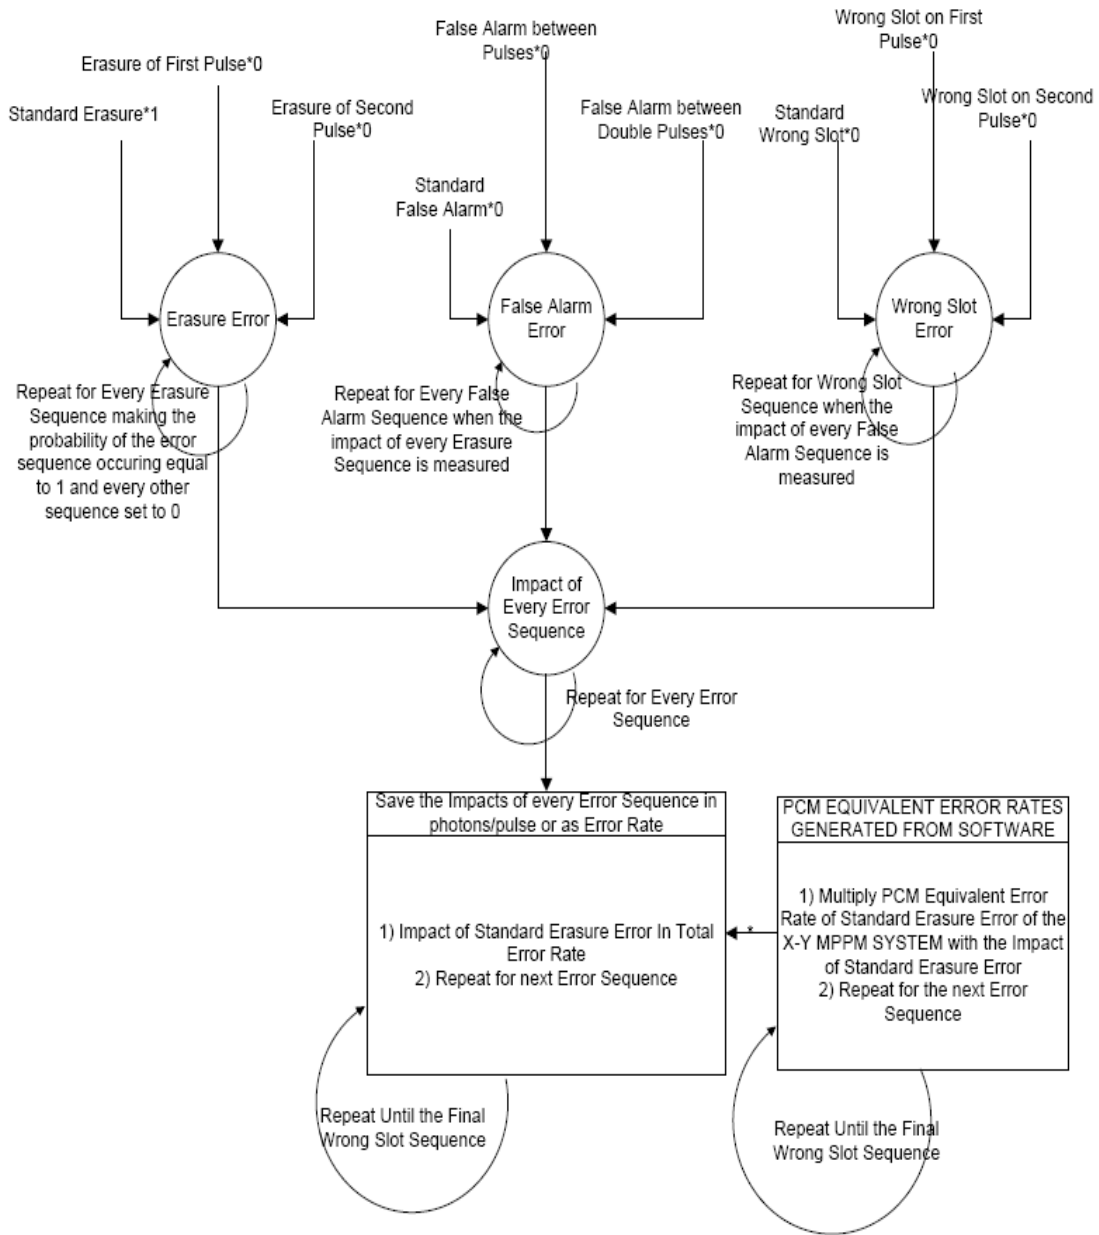 Erasure of First Pulse*0
Standard Erasure*1
Erasure of Second
Pulse*0
False Alarm between
Pulses*0
Standard
False Alarm*0
False Alarm between
Double Pulses*0
Wrong Slot on First
Pulse*0
Standard
Wrong Slot*0
Wrong Slot on Second
Pulse*0
Erasure Error
False Alarm
Error
Wrong Slot
Error
Repeat for Every Erasure
Sequence making the
probability of the error
sequence occuring equal
to 1 and every other
sequence set to 0
Repeat for Every False
Alarm Sequence when the
impact of every Erasure
Sequence is measured
Repeat for Wrong Slot
Sequence when the
impact of every False
Alarm Sequence is
measured
Impact of
Every Error
Sequence
Repeat for Every Error
Sequence
Save the Impacts of every Error Sequence in
photons/pulse or as Error Rate
1) Impact of Standard Erasure Error In Total
Error Rate
2) Repeat for next Error Sequence
*
PCM EQUIVALENT ERROR RATES
GENERATED FROM SOFTWARE
1) Multiply PCM Equivalent Error
Rate of Standard Erasure Error of the
X-Y MPPM SYSTEM with the Impact
of Standard Erasure Error
2) Repeat for the next Error
Sequence
Repeat Until the Final
Wrong Slot Sequence
Repeat Until the Final
Wrong Slot Sequence